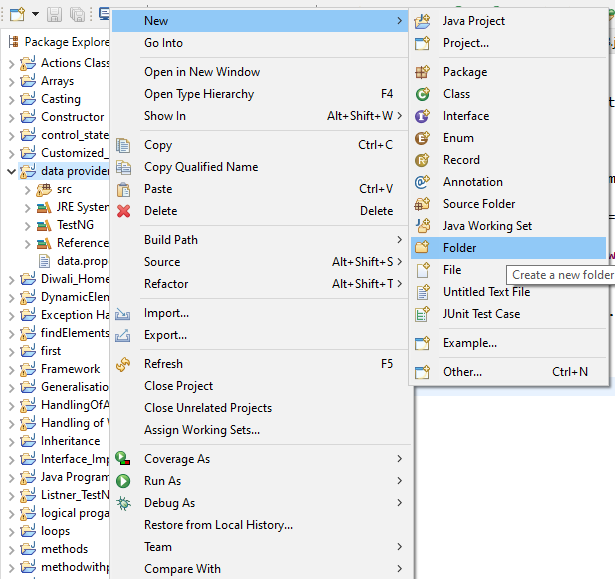 Package Explore
Actions Clas
Arrays
Casting
Constructor
control_state
Customized_
data provider
src
JRE System
TestNG
Reference
data.prope
Diwali_Home
DynamicElem
Exception Ha
findElements
first
Framework
Generalisatio
HandlingOfA
Handling of W
Inheritance
Interface_Imp
Java Program
Listner_TestN
logical progar
loops
methods
methodwithp
New
Go Into
Open in New Window
Open Type Hierarchy F4
Show In Alt+Shift+W
Copy Ctrl+C
Copy Qualified Name
Paste Ctrl+V
Delete Delete
Build Path
Source Alt+Shift+S
Refactor Alt+Shift+T
Import...
Export...
Refresh F5
Close Project
Close Unrelated Projects
Assign Working Sets...
Coverage As
Run As
Debug As
Restore from Local History...
Team
Compare With
Java Project
Project...
Package
Class
Interface
Enum
Record
Annotation
Source Folder
Java Working Set
Folder
File
Untitled Text File
JUnit Test Case
Example...
Other... Ctrl+N
Create a new folder